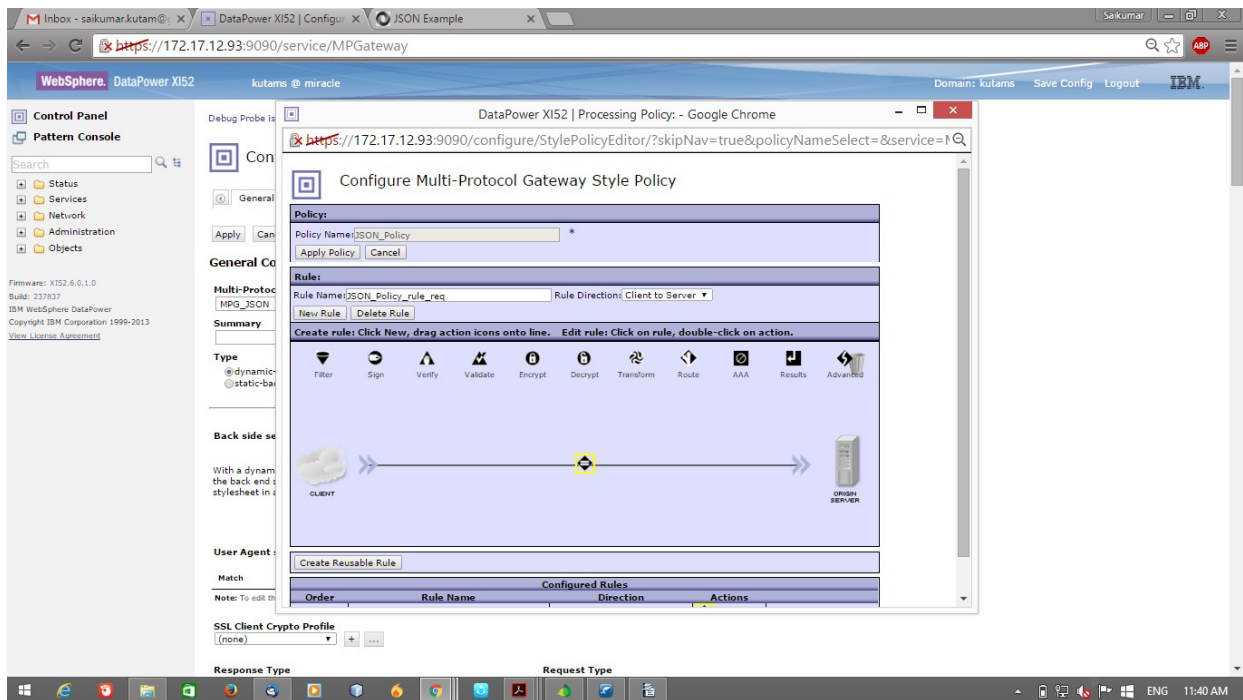 Inbox - saikumar.kutam@
DataPower XI52 | Configur
JSON Example
Saikumar
https://172.17.12.93:9090/service/MPGateway
ABP
WebSphere. DataPower XI52
kutams @ miracle
Domain: kutams
Save Config
Logout
IBM.
Control Panel
Pattern Console
Search
Status
Services
Network
Administration
Objects
Firmware: XI52.6.0.1.0
Build: 237837
IBM WebSphere DataPower
Copyright IBM Corporation 1999-2013
View License Agreement
Debug Probe is
Con
General
Apply
Can
General Co
Multi-Protoc
MPG_JSON
Summary
Type
dynamic-
static-ba
Back side se
With a dynam
the back end s
stylesheet in a
User Agent s
Match
Note: To edit th
SSL Client Crypto Profile
(none)
+
...
Response Type
Request Type
DataPower XI52 | Processing Policy: - Google Chrome
https://172.17.12.93:9090/configure/StylePolicyEditor/?skipNav=true&policyNameSelect=&service=M
Configure Multi-Protocol Gateway Style Policy
Policy:
Policy Name: JSON_Policy *
Apply Policy
Cancel
Rule:
Rule Name: JSON_Policy_rule_req
Rule Direction: Client to Server
New Rule
Delete Rule
Create rule: Click New, drag action icons onto line. Edit rule: Click on rule, double-click on action.
Filter
Sign
Verify
Validate
Encrypt
Decrypt
Transform
Route
AAA
Results
Advanced
CLIENT
ORIGIN
SERVER
Create Reusable Rule
Configured Rules
Order
Rule Name
Direction
Actions
ENG
11:40 AM